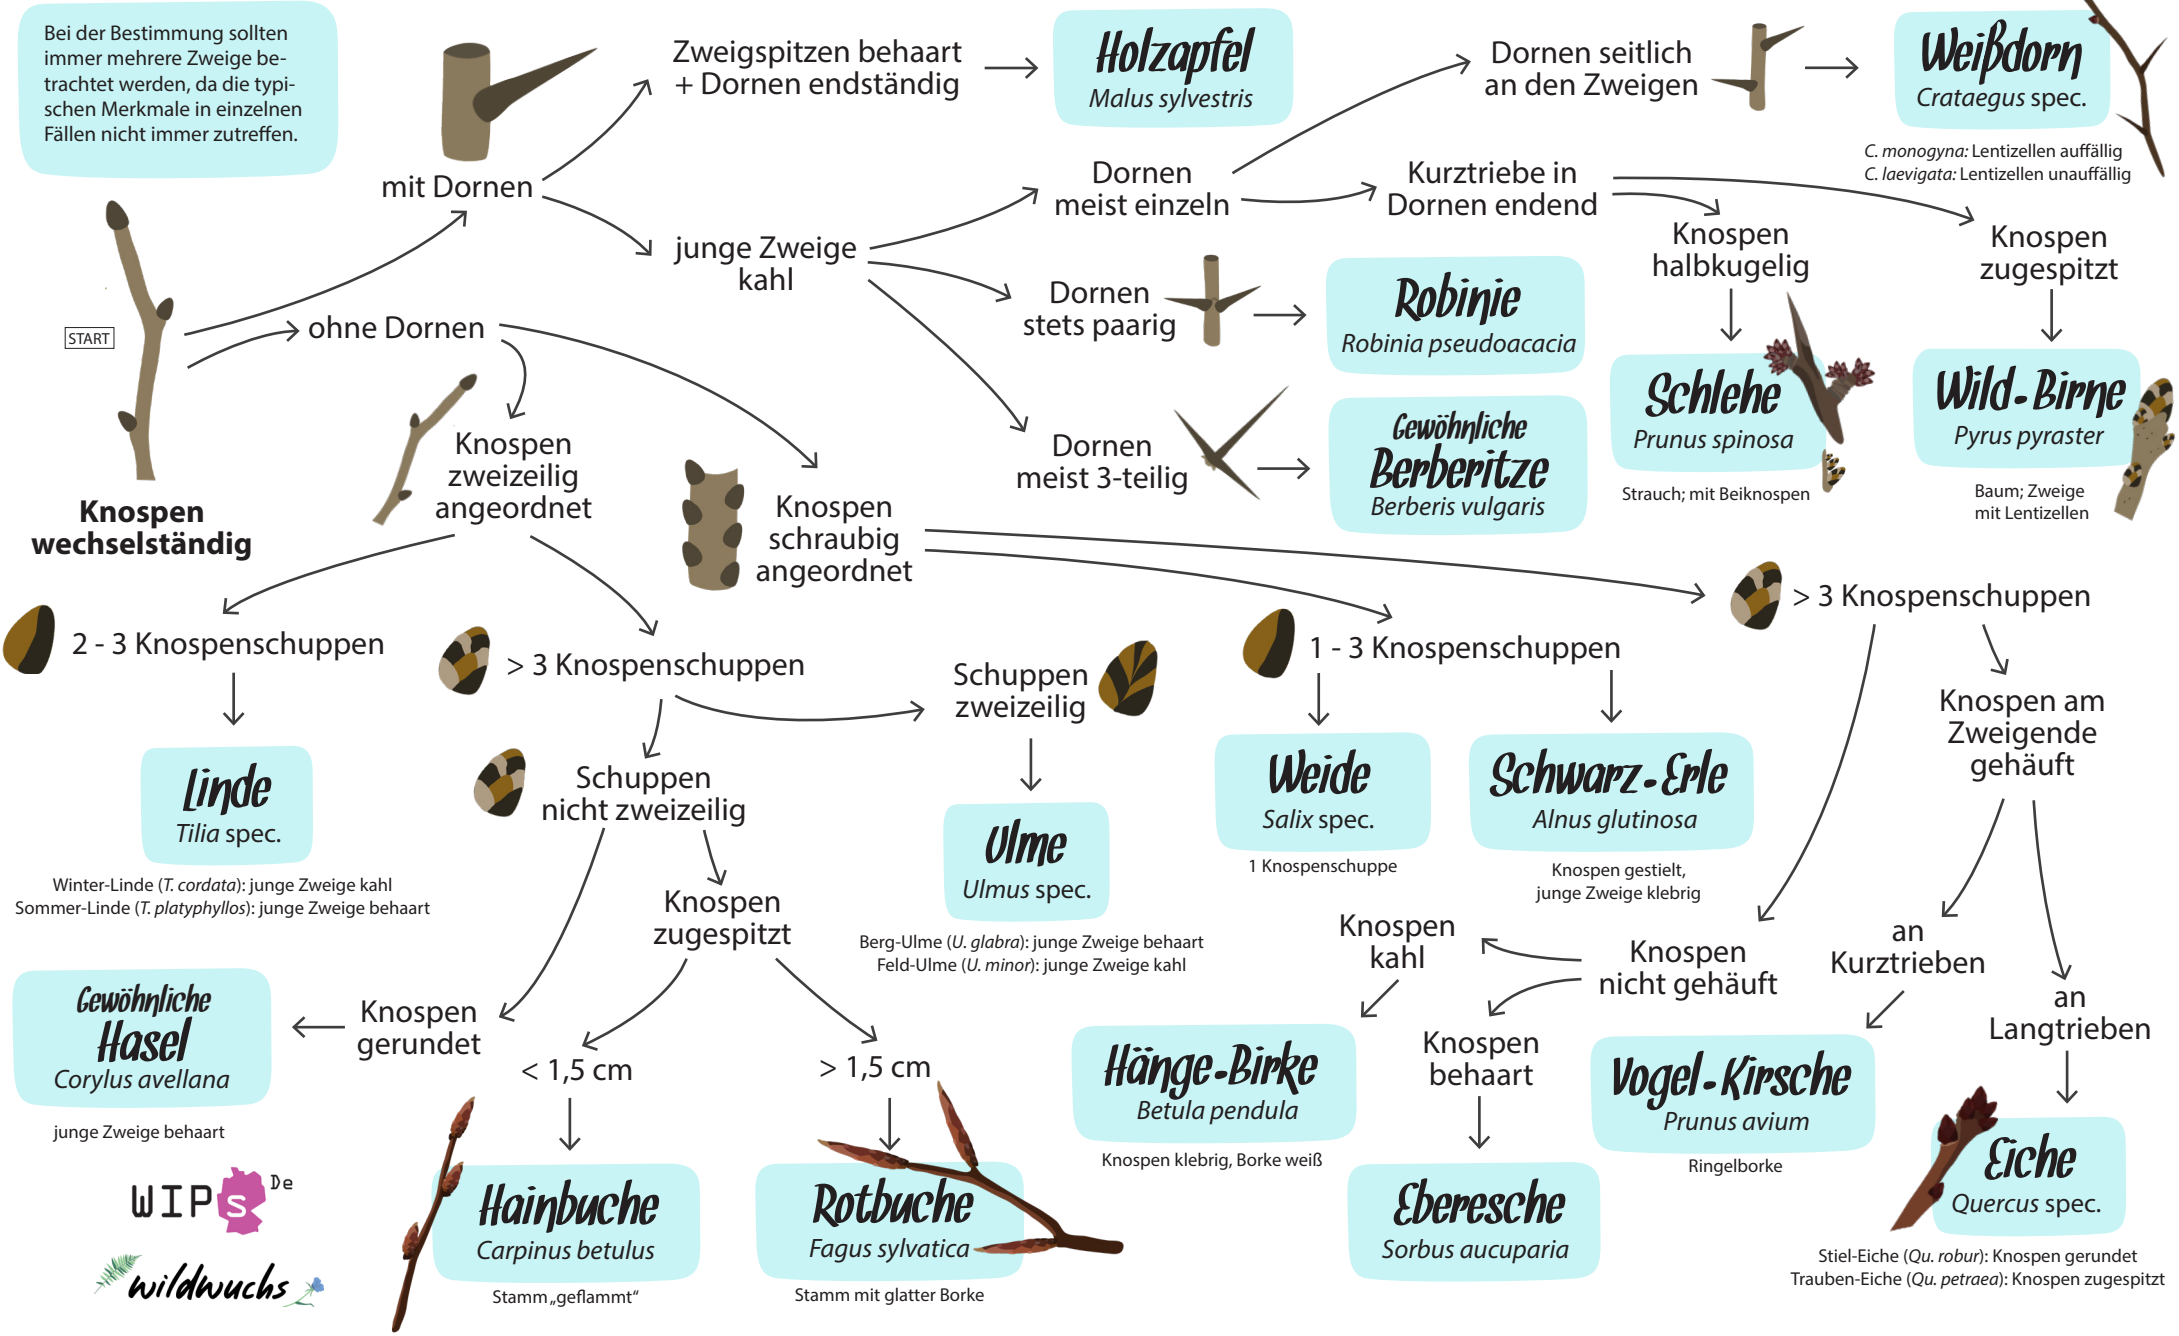 Bei der Bestimmung sollten
immer mehrere Zweige be-
trachtet werden, da die typi-
schen Merkmale in einzelnen
Fällen nicht immer zutreffen.
START
Knospen
wechselständig
mit Dornen
Zweigspitzen behaart
+ Dornen endständig
Holzapfel
Malus sylvestris
junge Zweige
kahl
Dornen
meist einzeln
Dornen seitlich
an den Zweigen
Weißdorn
Crataegus spec.
C. monogyna: Lentizellen auffällig
C. laevigata: Lentizellen unauffällig
Kurztriebe in
Dornen endend
Knospen
halbkugelig
Schlehe
Prunus spinosa
Strauch; mit Beiknospen
Knospen
zugespitzt
Wild-Birne
Pyrus pyraster
Baum; Zweige
mit Lentizellen
Dornen
stets paarig
Robinie
Robinia pseudoacacia
Dornen
meist 3-teilig
Gewöhnliche
Berberitze
Berberis vulgaris
ohne Dornen
Knospen
zweizeilig
angeordnet
2 - 3 Knospenschuppen
Linde
Tilia spec.
Winter-Linde (T. cordata): junge Zweige kahl
Sommer-Linde (T. platyphyllos): junge Zweige behaart
> 3 Knospenschuppen
Schuppen
zweizeilig
Ulme
Ulmus spec.
Berg-Ulme (U. glabra): junge Zweige behaart
Feld-Ulme (U. minor): junge Zweige kahl
Schuppen
nicht zweizeilig
Knospen
gerundet
Gewöhnliche
Hasel
Corylus avellana
junge Zweige behaart
Knospen
zugespitzt
< 1,5 cm
Hainbuche
Carpinus betulus
Stamm „geflammt“
> 1,5 cm
Rotbuche
Fagus sylvatica
Stamm mit glatter Borke
Knospen
schraubig
angeordnet
1 - 3 Knospenschuppen
Weide
Salix spec.
1 Knospenschuppe
Schwarz-Erle
Alnus glutinosa
Knospen gestielt,
junge Zweige klebrig
> 3 Knospenschuppen
Knospen
nicht gehäuft
Knospen
kahl
Hänge-Birke
Betula pendula
Knospen klebrig, Borke weiß
Knospen
behaart
Eberesche
Sorbus aucuparia
Knospen am
Zweigende
gehäuft
an
Kurztrieben
Vogel-Kirsche
Prunus avium
Ringelborke
an
Langtrieben
Eiche
Quercus spec.
Stiel-Eiche (Qu. robur): Knospen gerundet
Trauben-Eiche (Qu. petraea): Knospen zugespitzt
WIPs De
wildwuchs